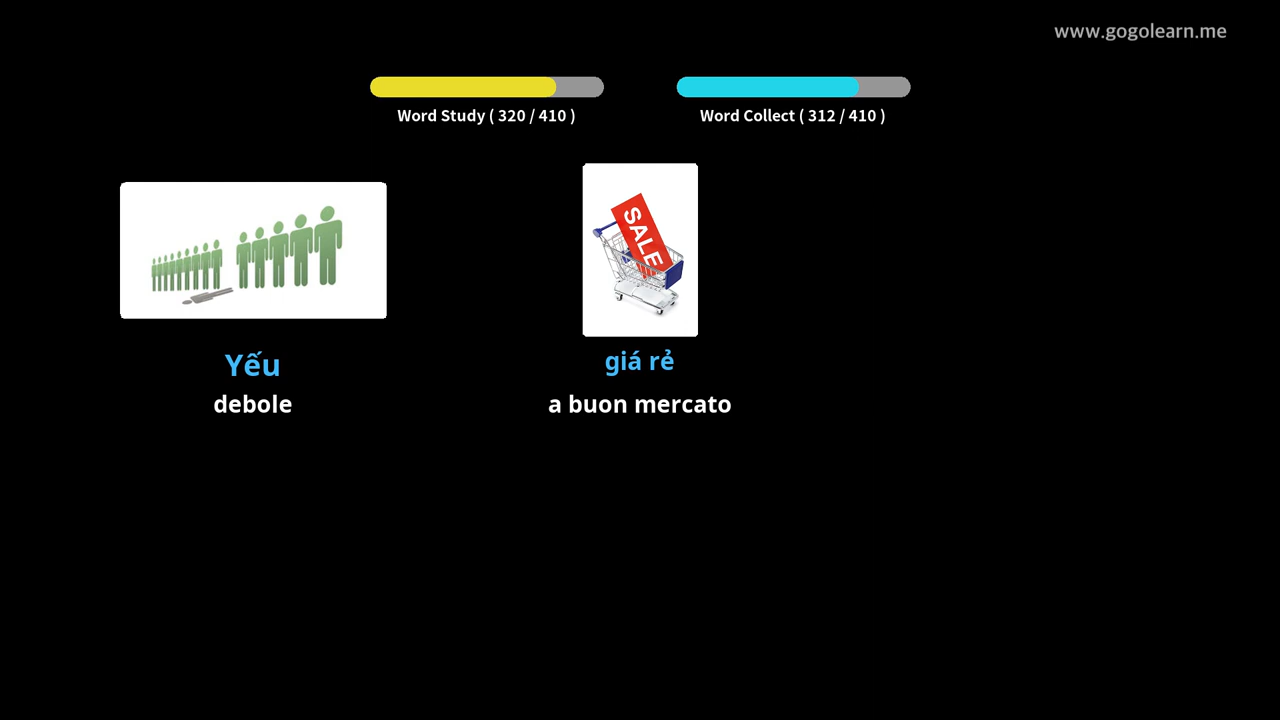 www.gogolearn.me
Word Study ( 320 / 410 )
Word Collect ( 312 / 410 )
SALE
Yếu
giá rẻ
debole
a buon mercato